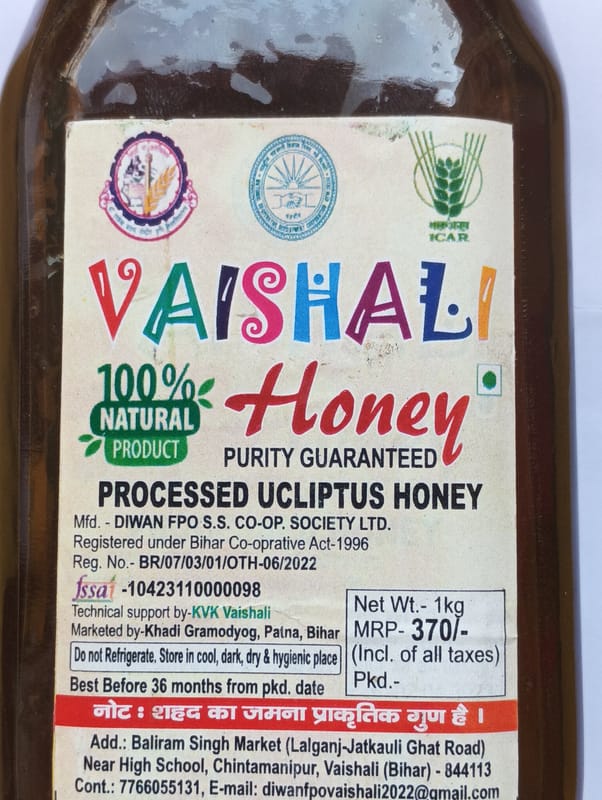 भाकृअनुप
ICAR
VAISHALI
100%
NATURAL
PRODUCT
Honey
PURITY GUARANTEED
PROCESSED UCLIPTUS HONEY
Mfd. - DIWAN FPO S.S. CO-OP. SOCIETY LTD.
Registered under Bihar Co-oprative Act-1996
Reg. No.- BR/07/03/01/OTH-06/2022
fssai -10423110000098
Technical support by-KVK Vaishali
Marketed by-Khadi Gramodyog, Patna, Bihar
Do not Refrigerate. Store in cool, dark, dry & hygienic place
Best Before 36 months from pkd. date
Net Wt.- 1kg
MRP- 370/-
(Incl. of all taxes)
Pkd.-
नोट : शहद का जमना प्राकृतिक गुण है ।
Add.: Baliram Singh Market (Lalganj-Jatkauli Ghat Road)
Near High School, Chintamanipur, Vaishali (Bihar) - 844113
Cont.: 7766055131, E-mail: diwanfpovaishali2022@gmail.com